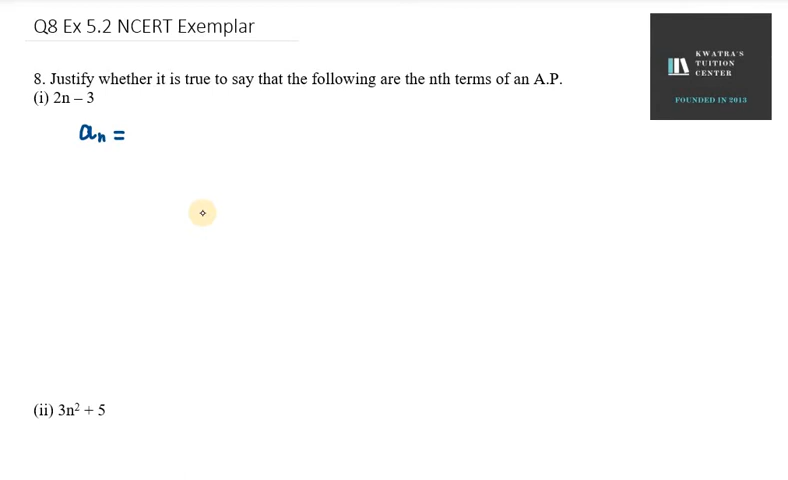 Q8 Ex 5.2 NCERT Exemplar
KWATRA'S
TUITION
CENTER
FOUNDED IN 2013
8. Justify whether it is true to say that the following are the nth terms of an A.P.
(i) 2n – 3
aₙ =
(ii) 3n² + 5